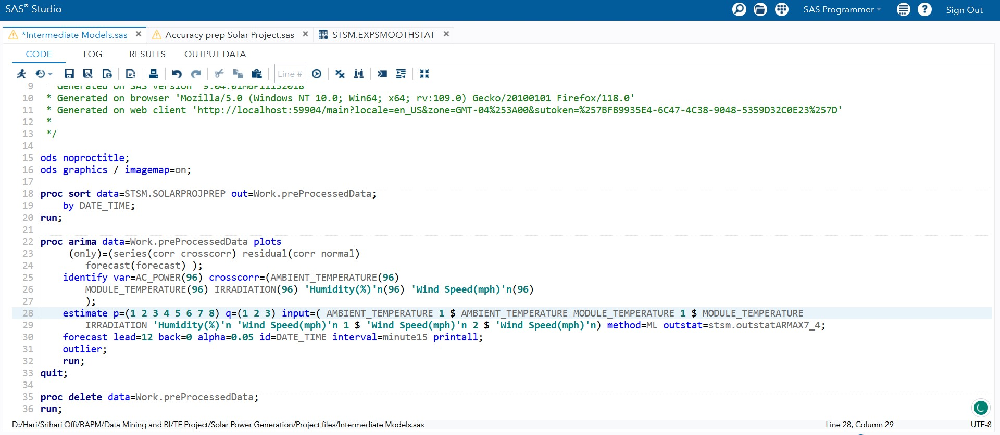 SAS® Studio
SAS Programmer
Sign Out
*Intermediate Models.sas
Accuracy prep Solar Project.sas
STSM.EXPSMOOTHSTAT
CODE LOG RESULTS OUTPUT DATA
Line #
9 * Generated on SAS version '9.04.01M6P11152018'
10 * Generated on browser 'Mozilla/5.0 (Windows NT 10.0; Win64; x64; rv:109.0) Gecko/20100101 Firefox/118.0'
11 * Generated on web client 'http://localhost:59904/main?locale=en_US&zone=GMT-04%253A00&sutoken=%257BFB9935E4-6C47-4C38-9048-5359D32C0E23%257D'
12 *
13 */
14
15 ods noproctitle;
16 ods graphics / imagemap=on;
17
18 proc sort data=STSM.SOLARPROJPREP out=Work.preProcessedData;
19 by DATE_TIME;
20 run;
21
22 proc arima data=Work.preProcessedData plots
23 (only)=(series(corr crosscorr) residual(corr normal)
24 forecast(forecast) );
25 identify var=AC_POWER(96) crosscorr=(AMBIENT_TEMPERATURE(96)
26 MODULE_TEMPERATURE(96) IRRADIATION(96) 'Humidity(%)'n(96) 'Wind Speed(mph)'n(96)
27 );
28 estimate p=(1 2 3 4 5 6 7 8) q=(1 2 3) input=( AMBIENT_TEMPERATURE 1 $ AMBIENT_TEMPERATURE MODULE_TEMPERATURE 1 $ MODULE_TEMPERATURE
29 IRRADIATION 'Humidity(%)'n 'Wind Speed(mph)'n 1 $ 'Wind Speed(mph)'n 2 $ 'Wind Speed(mph)'n) method=ML outstat=stsm.outstatARMAX7_4;
30 forecast lead=12 back=0 alpha=0.05 id=DATE_TIME interval=minute15 printall;
31 outlier;
32 run;
33 quit;
34
35 proc delete data=Work.preProcessedData;
36 run;
D:/Hari/Srihari Offi/BAPM/Data Mining and BI/TF Project/Solar Power Generation/Project files/Intermediate Models.sas
Line 28, Column 29
UTF-8